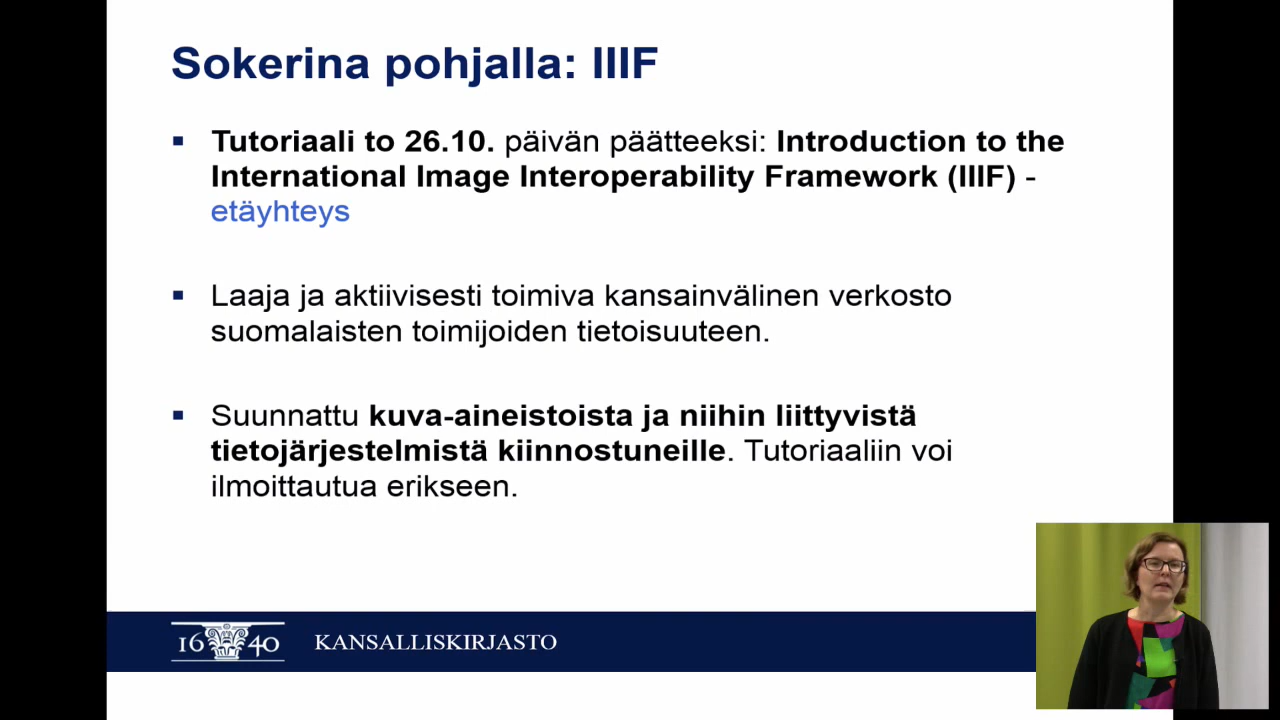 Sokerina pohjalla: IIIF
Tutoriaali to 26.10. päivän päätteeksi: Introduction to the
International Image Interoperability Framework (IIIF) -
etäyhteys
Laaja ja aktiivisesti toimiva kansainvälinen verkosto
suomalaisten toimijoiden tietoisuuteen.
Suunnattu kuva-aineistoista ja niihin liittyvistä
tietojärjestelmistä kiinnostuneille. Tutoriaaliin voi
ilmoittautua erikseen.
1640 KANSALLISKIRJASTO